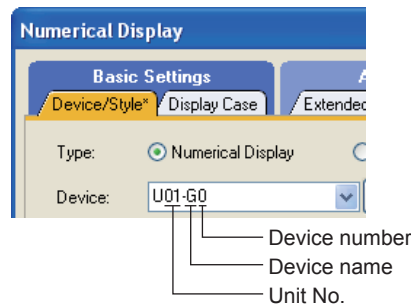 Numerical Display
Basic Settings
Device/Style* Display Case Extended
Type: Numerical Display
Device: U01-G0
Device number
Device name
Unit No.